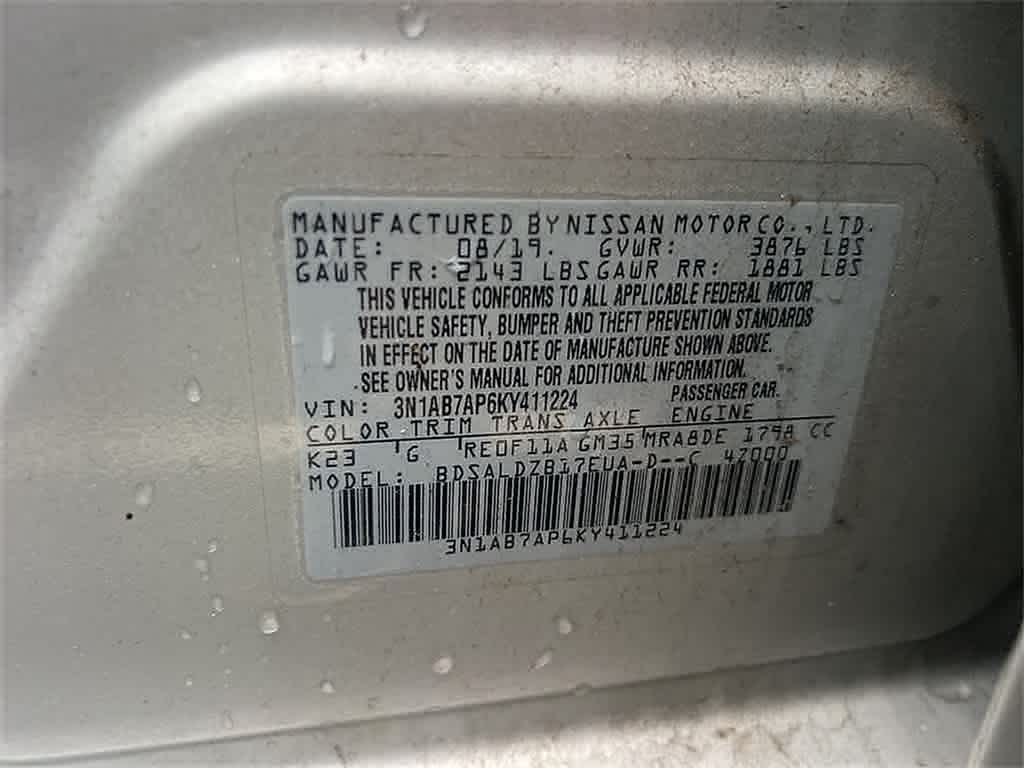 MANUFACTURED BY NISSAN MOTOR CO., LTD.
DATE: 08/19. GVWR: 3876 LBS
GAWR FR: 2143 LBS GAWR RR: 1881 LBS
THIS VEHICLE CONFORMS TO ALL APPLICABLE FEDERAL MOTOR
VEHICLE SAFETY, BUMPER AND THEFT PREVENTION STANDARDS
IN EFFECT ON THE DATE OF MANUFACTURE SHOWN ABOVE.
SEE OWNER'S MANUAL FOR ADDITIONAL INFORMATION.
VIN: 3N1AB7AP6KY411224 PASSENGER CAR.
COLOR TRIM TRANS AXLE ENGINE
K23 G RE0F11A GM35 MRA8DE 1798 CC
MODEL: BDSALDZB17EUA-D--C 4Z000
3N1AB7AP6KY411224